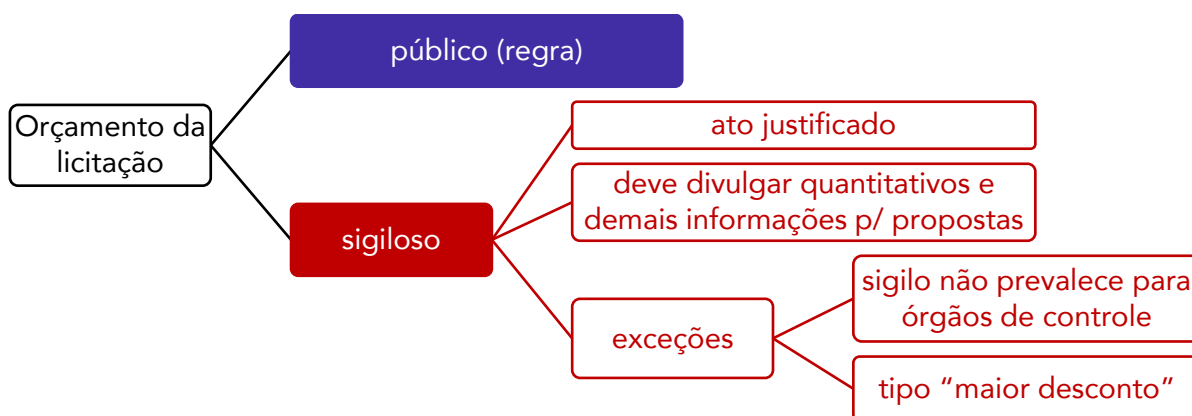 público (regra)
Orçamento da
licitação
ato justificado
deve divulgar quantitativos e
demais informações p/ propostas
sigiloso
sigilo não prevalece para
órgãos de controle
exceções
tipo “maior desconto”